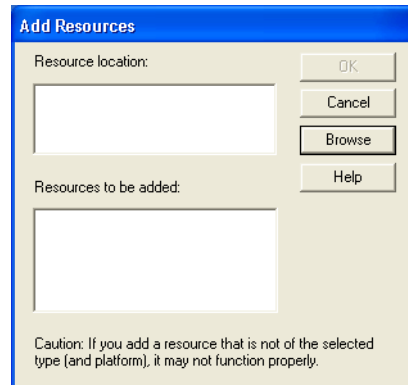 Add Resources
Resource location:
OK
Cancel
Browse
Help
Resources to be added:
Caution: If you add a resource that is not of the selected
type (and platform), it may not function properly.